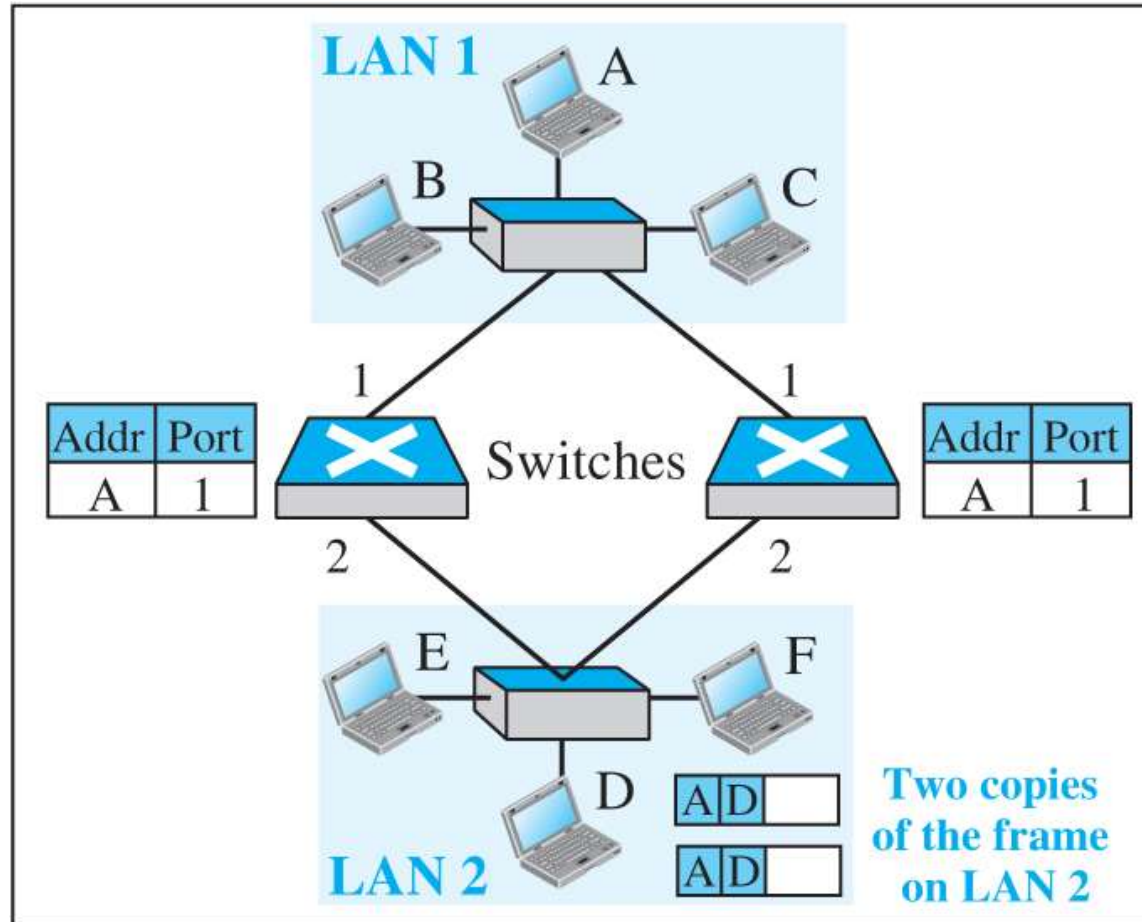 LAN 1
A
B
C
1
1
Addr Port
A 1
Switches
Addr Port
A 1
2
2
E
F
D
A D
A D
Two copies
of the frame
on LAN 2
LAN 2